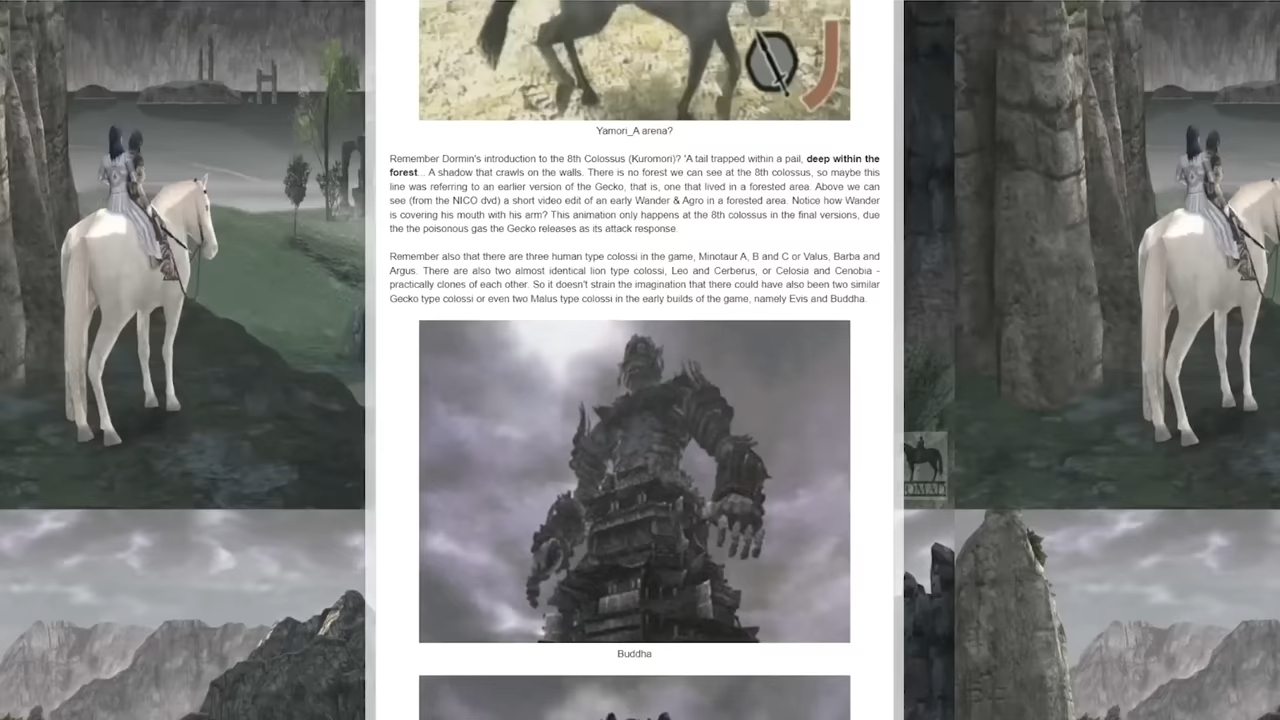 Yamori_A arena?
Remember Dormin's introduction to the 8th Colossus (Kuromori)? 'A tail trapped within a pail, deep within the
forest... A shadow that crawls on the walls. There is no forest we can see at the 8th colossus, so maybe this
line was referring to an earlier version of the Gecko, that is, one that lived in a forested area. Above we can
see (from the NICO dvd) a short video edit of an early Wander & Agro in a forested area. Notice how Wander
is covering his mouth with his arm? This animation only happens at the 8th colossus in the final versions, due
the the poisonous gas the Gecko releases as its attack response.
Remember also that there are three human type colossi in the game, Minotaur A, B and C or Valus, Barba and
Argus. There are also two almost identical lion type colossi, Leo and Cerberus, or Celosia and Cenobia -
practically clones of each other. So it doesn't strain the imagination that there could have also been two similar
Gecko type colossi or even two Malus type colossi in the early builds of the game, namely Evis and Buddha.
NOMAD
Buddha